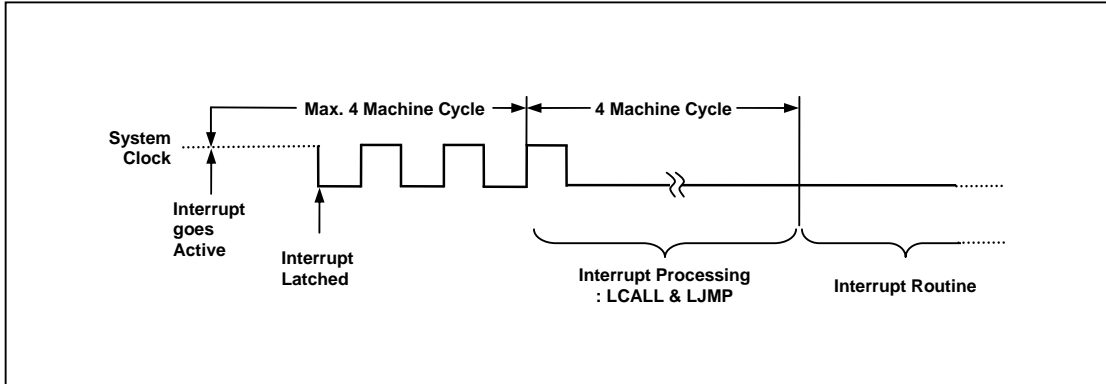 Max. 4 Machine Cycle
4 Machine Cycle
System
Clock
Interrupt
goes
Active
Interrupt
Latched
Interrupt Processing
: LCALL & LJMP
Interrupt Routine